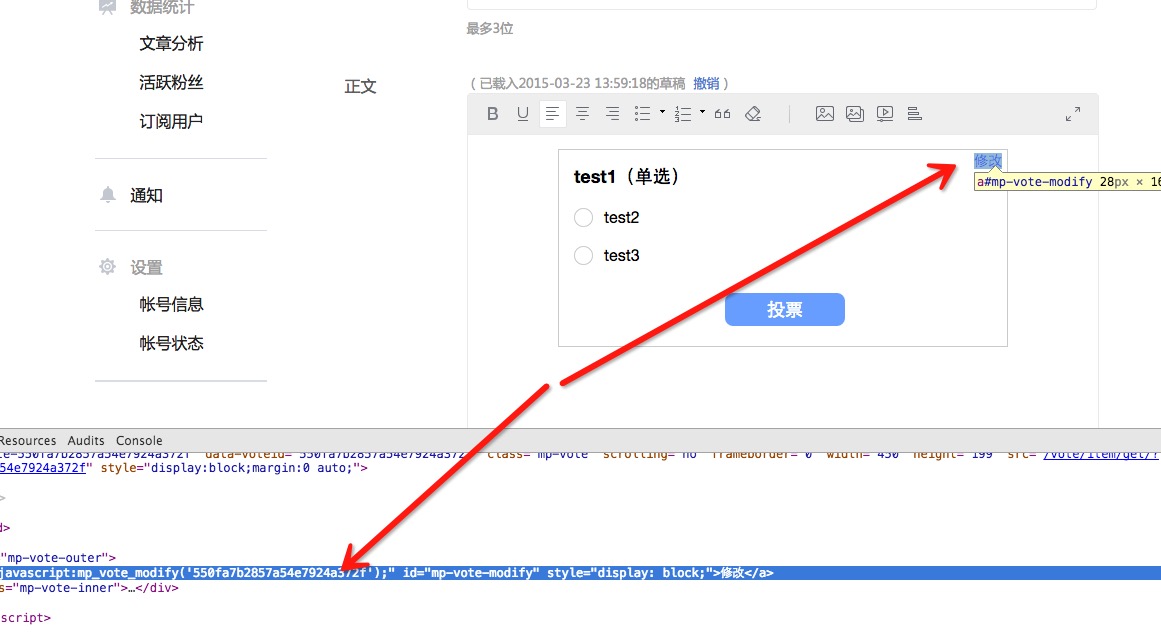 数据统计
文章分析
活跃粉丝
订阅用户
通知
设置
帐号信息
帐号状态
最多3位
正文
( 已载入2015-03-23 13:59:18的草稿 撤销 )
B U
修改
a#mp-vote-modify 28px × 16
test1（单选）
test2
test3
投票
Resources Audits Console
te-550fa7b2857a54e7924a372f" data-voteid="550fa7b2857a54e7924a372f" class="mp-vote" scrolling="no" frameborder="0" width="450" height="199" src="/vote/item/get/?
54e7924a372f" style="display:block;margin:0 auto;">
>
d>
"mp-vote-outer">
javascript:mp_vote_modify('550fa7b2857a54e7924a372f');" id="mp-vote-modify" style="display: block;">修改</a>
s="mp-vote-inner">…</div>
script>